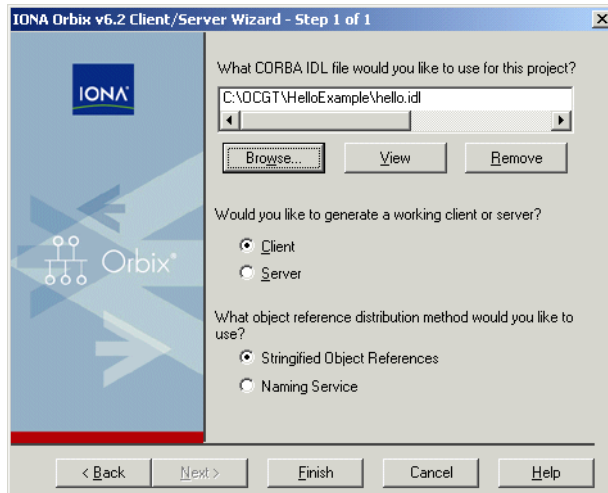 IONA Orbix v6.2 Client/Server Wizard - Step 1 of 1
IONA
Orbix
What CORBA IDL file would you like to use for this project?
C:\OCGT\HelloExample\hello.idl
Browse... View Remove
Would you like to generate a working client or server?
Client
Server
What object reference distribution method would you like to
use?
Stringified Object References
Naming Service
< Back Next > Finish Cancel Help